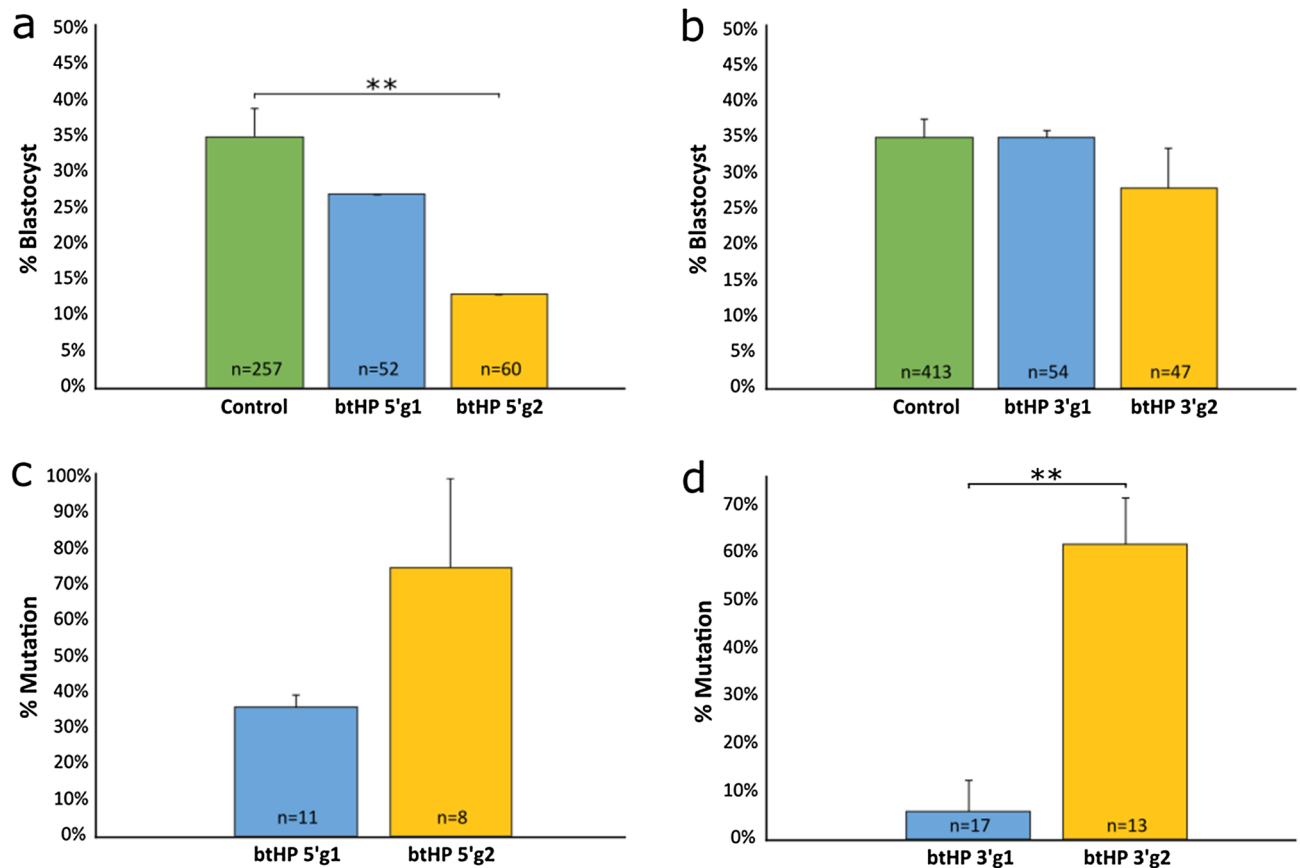 a
50%
45%
40%
35%
30%
25%
20%
15%
10%
5%
0%
% Blastocyst
**
n=257
n=52
n=60
Control
btHP 5'g1
btHP 5'g2
b
50%
45%
40%
35%
30%
25%
20%
15%
10%
5%
0%
% Blastocyst
n=413
n=54
n=47
Control
btHP 3'g1
btHP 3'g2
c
100%
90%
80%
70%
60%
50%
40%
30%
20%
10%
0%
% Mutation
n=11
n=8
btHP 5'g1
btHP 5'g2
d
70%
60%
50%
40%
30%
20%
10%
0%
% Mutation
**
n=17
n=13
btHP 3'g1
btHP 3'g2